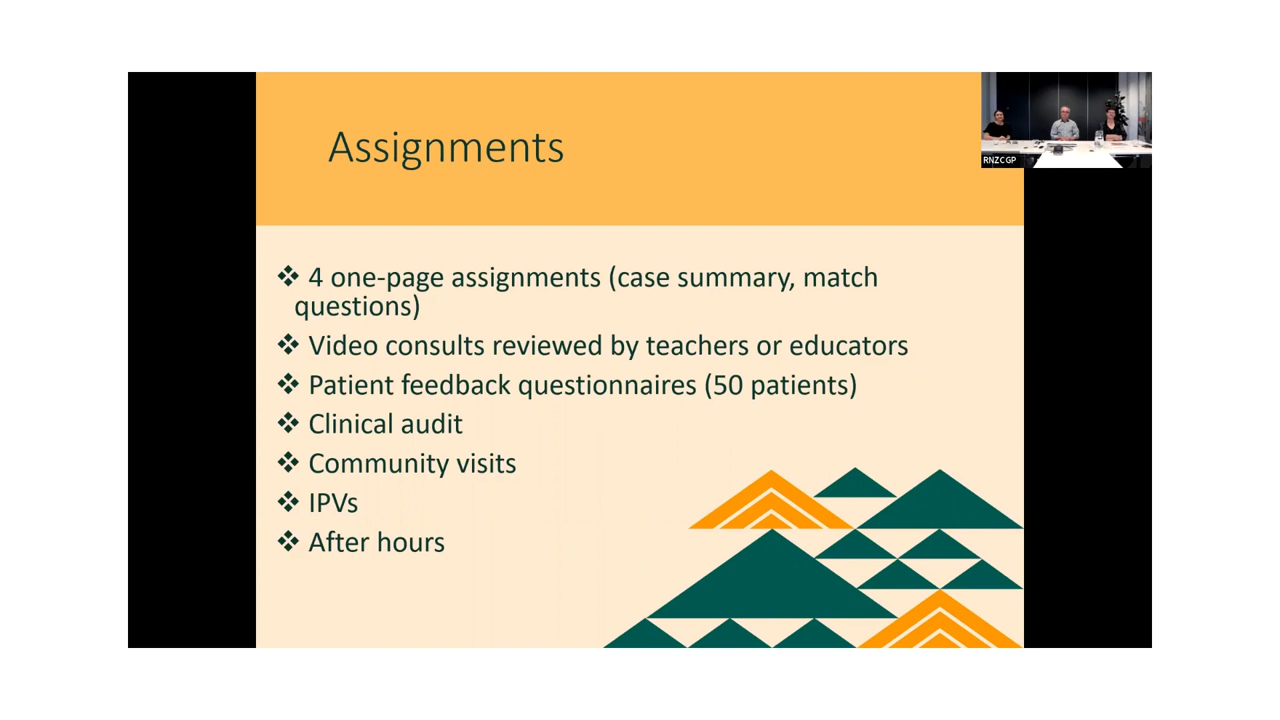 Assignments
RNZCGP
❖ 4 one-page assignments (case summary, match
questions)
❖ Video consults reviewed by teachers or educators
❖ Patient feedback questionnaires (50 patients)
❖ Clinical audit
❖ Community visits
❖ IPVs
❖ After hours